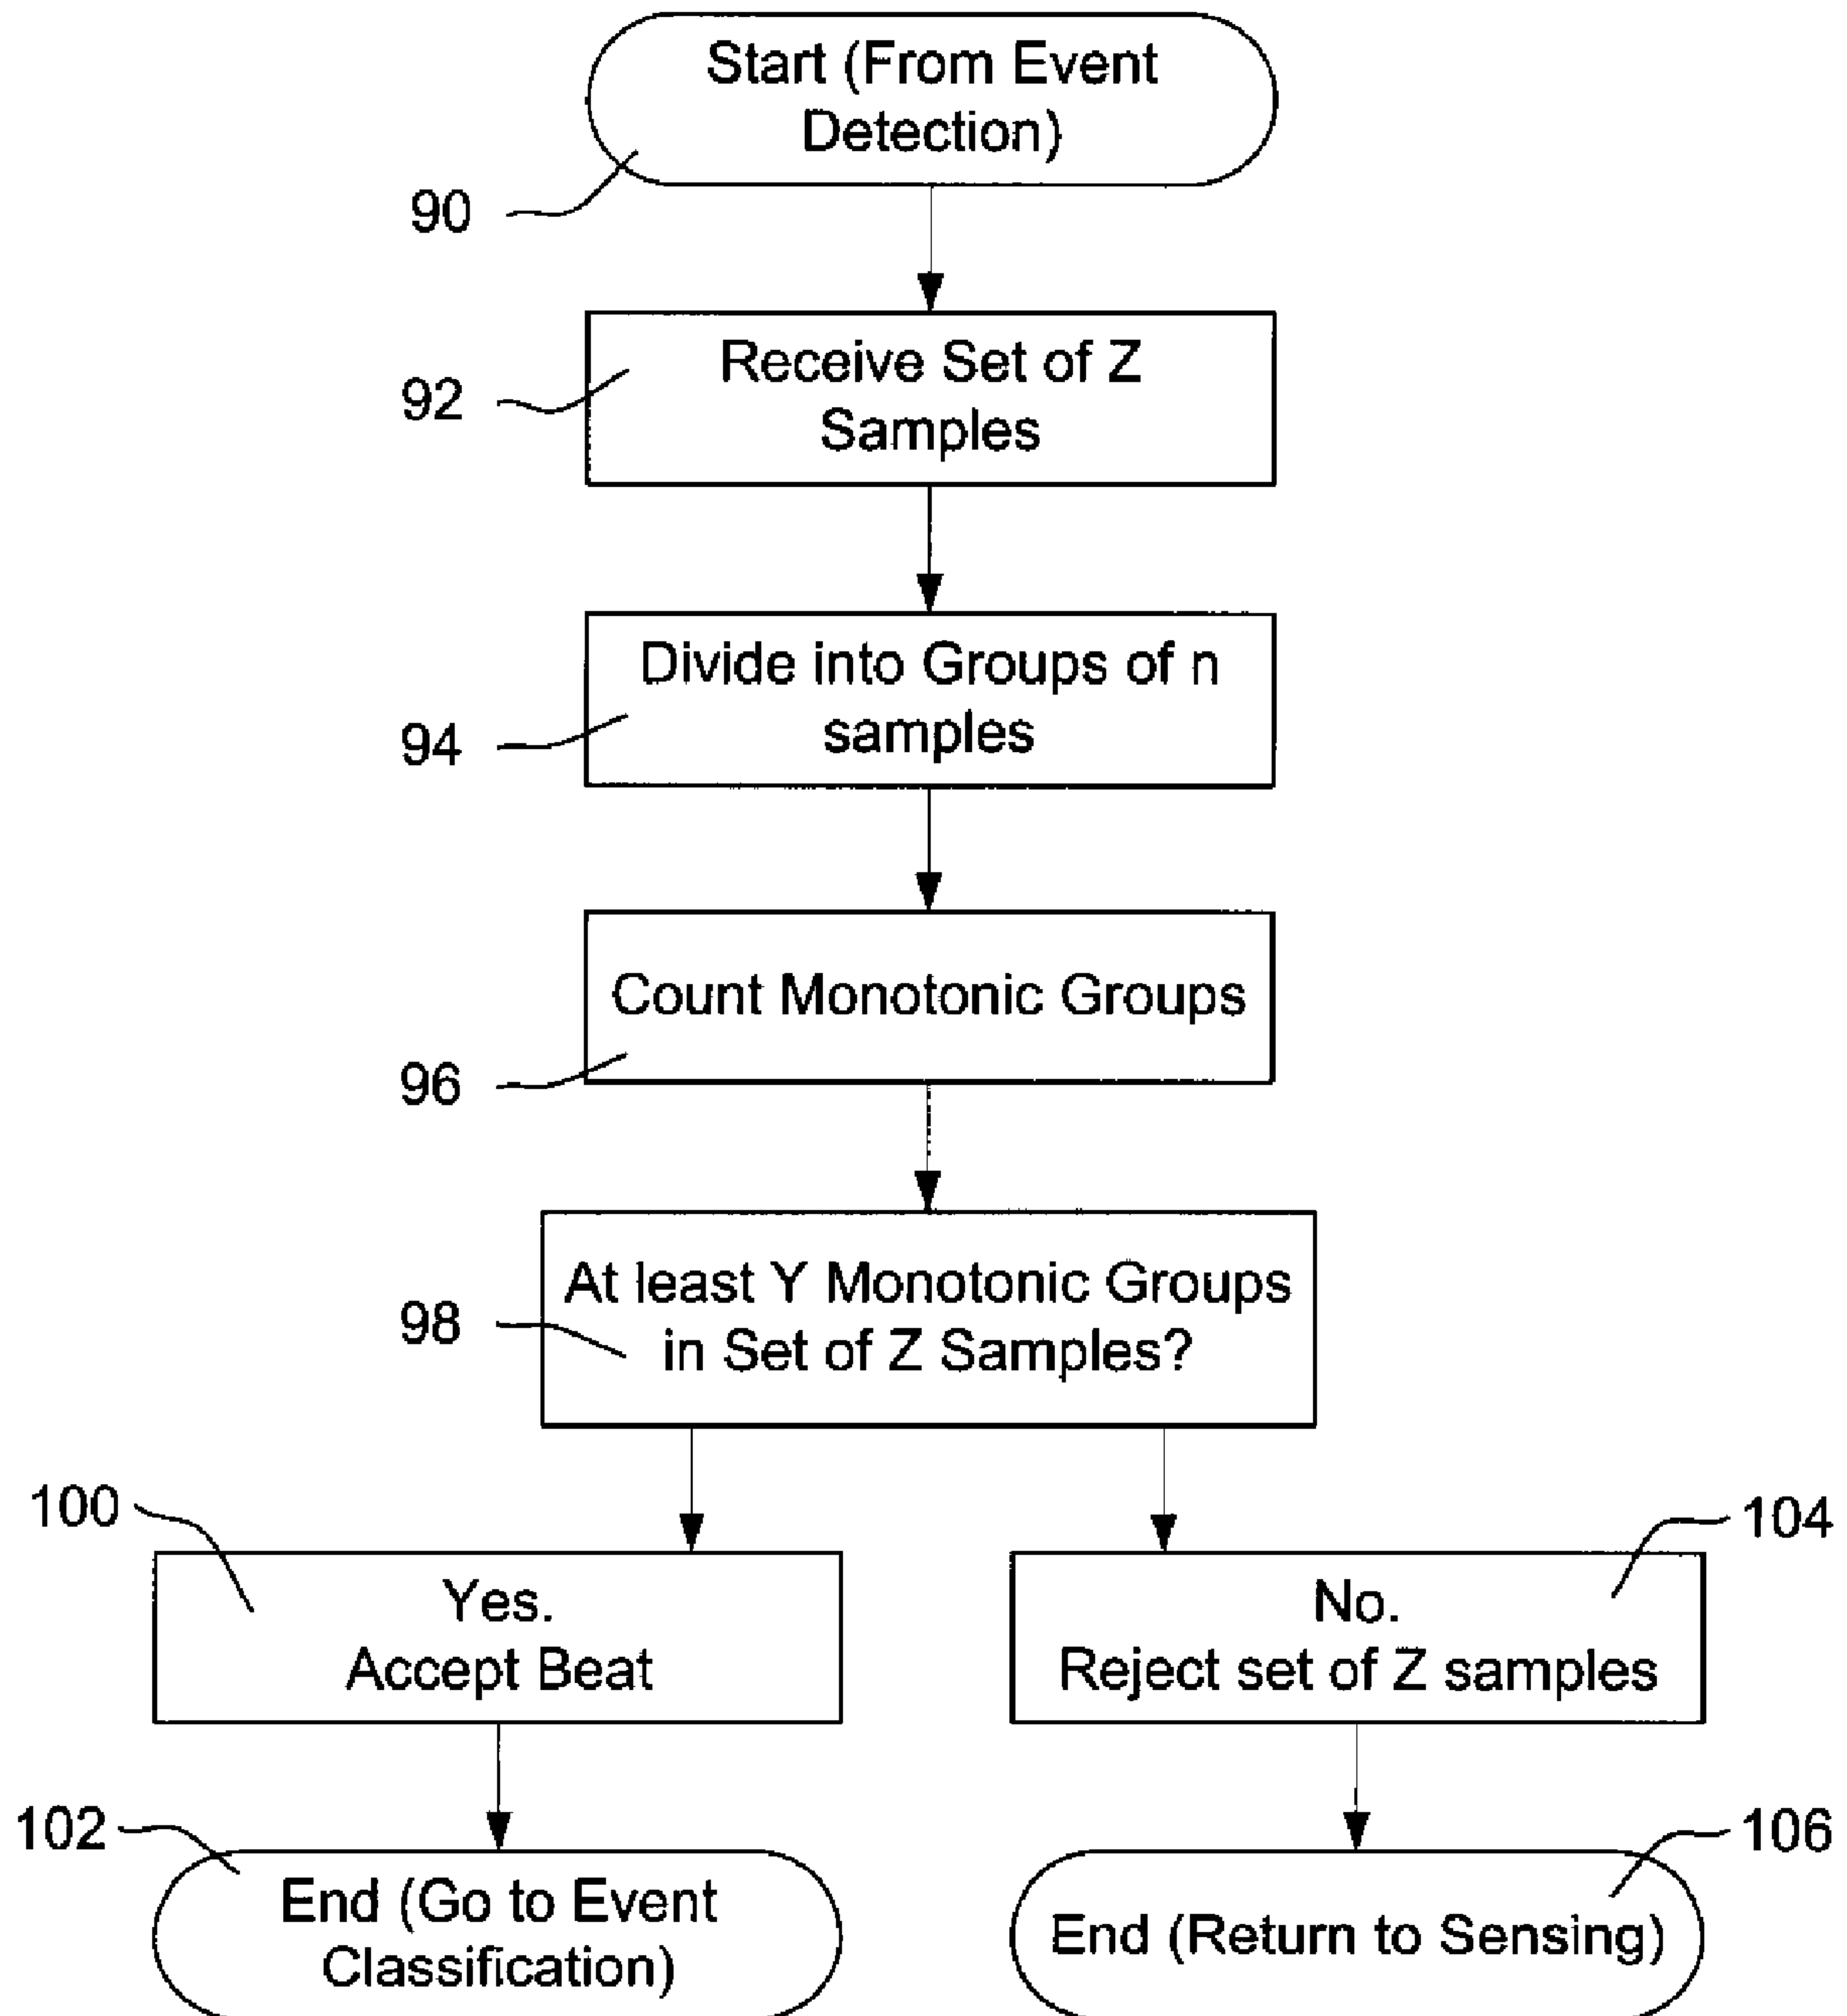 Start (From Event
Detection)
90
Receive Set of Z
Samples
92
Divide into Groups of n
samples
94
Count Monotonic Groups
96
At least Y Monotonic Groups
in Set of Z Samples?
98
100
Yes.
Accept Beat
104
No.
Reject set of Z samples
102
End (Go to Event
Classification)
106
End (Return to Sensing)